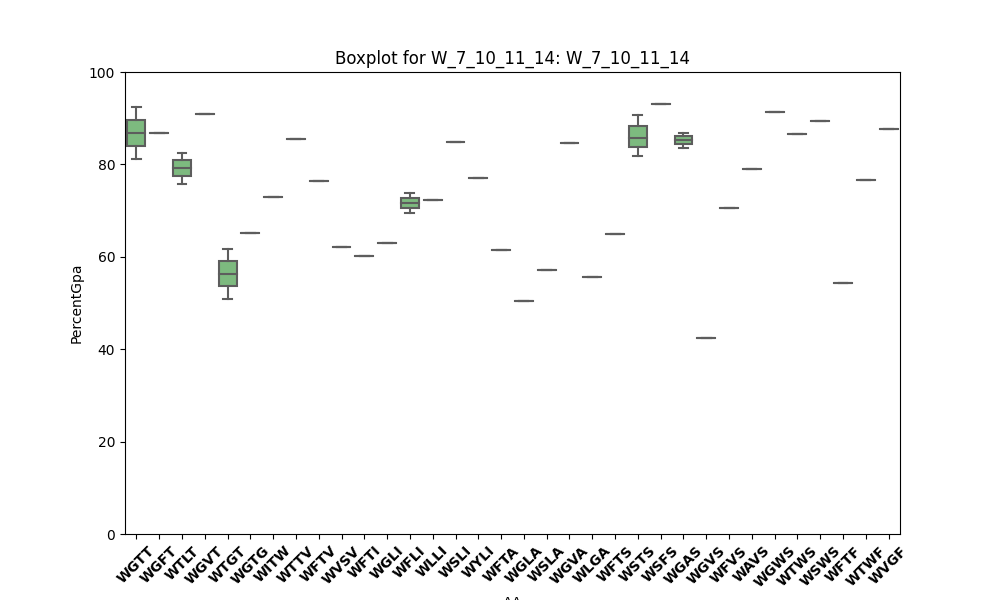 Boxplot for W_7_10_11_14: W_7_10_11_14
PercentGpa
100
80
60
40
20
0
WGTT
WGFT
WTLT
WGVT
WTGT
WGTG
WITW
WTTV
WFTV
WVSV
WFTI
WGLI
WFLI
WLLI
WSLI
WYLI
WFTA
WGLA
WSLA
WGVA
WLGA
WFTS
WSTS
WSFS
WGAS
WGVS
WFVS
WAVS
WGWS
WTWS
WSWS
WFTF
WTWF
WVGF